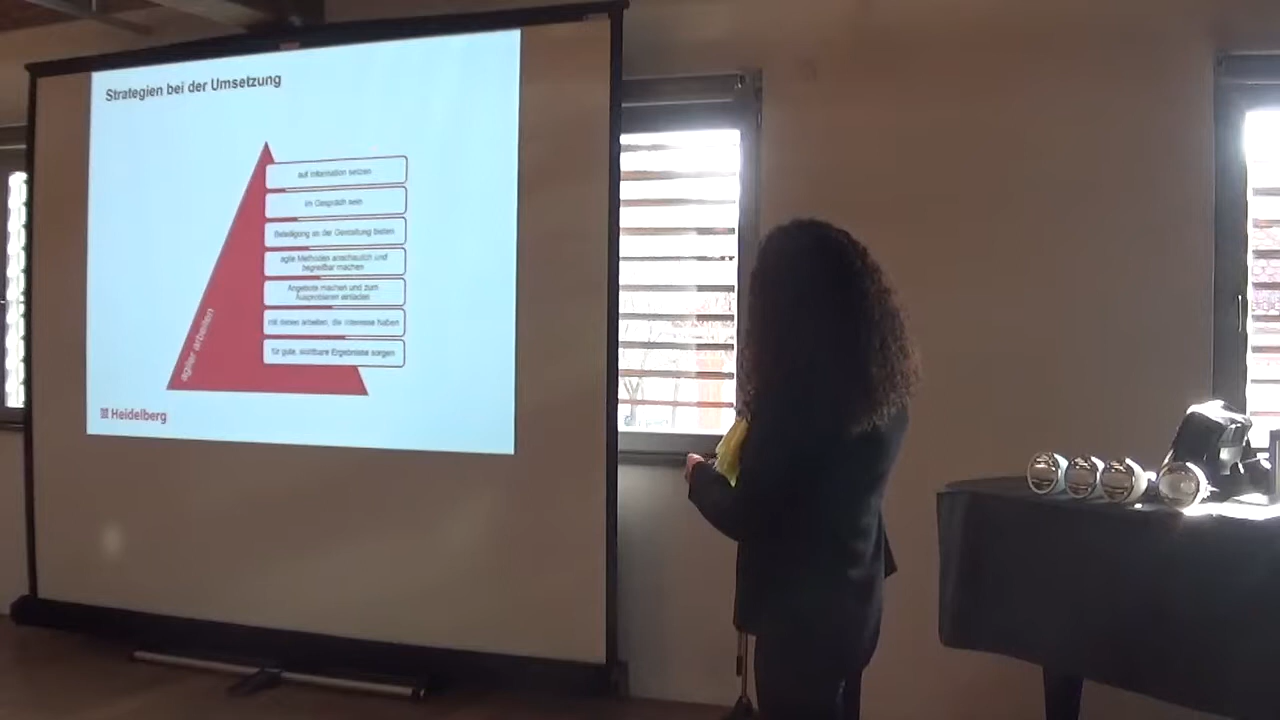 Strategien bei der Umsetzung
auf Information setzen
im Gespräch sein
Beteiligung an der Gestaltung bieten
agile Methoden anschaulich und
begreifbar machen
Angebote machen und zum
Ausprobieren einladen
mit denen arbeiten, die Interesse haben
für gute, sichtbare Ergebnisse sorgen
agiler arbeiten
Heidelberg